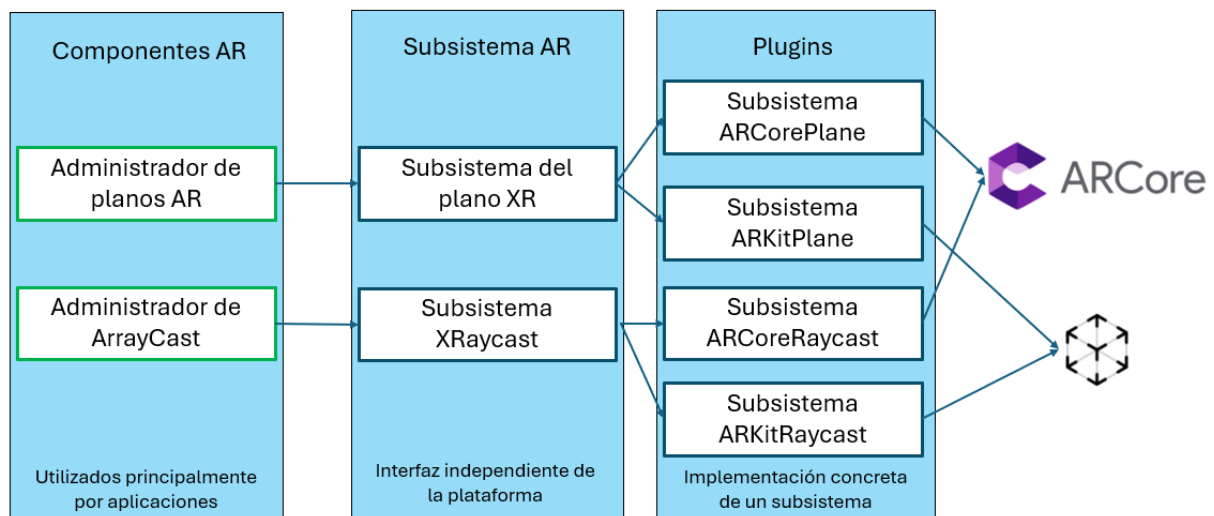 Componentes AR
Administrador de
planos AR
Administrador de
ArrayCast
Utilizados principalmente
por aplicaciones
Subsistema AR
Subsistema del
plano XR
Subsistema
XRaycast
Interfaz independiente de
la plataforma
Plugins
Subsistema
ARCorePlane
Subsistema
ARKitPlane
Subsistema
ARCoreRaycast
Subsistema
ARKitRaycast
Implementación concreta
de un subsistema
ARCore